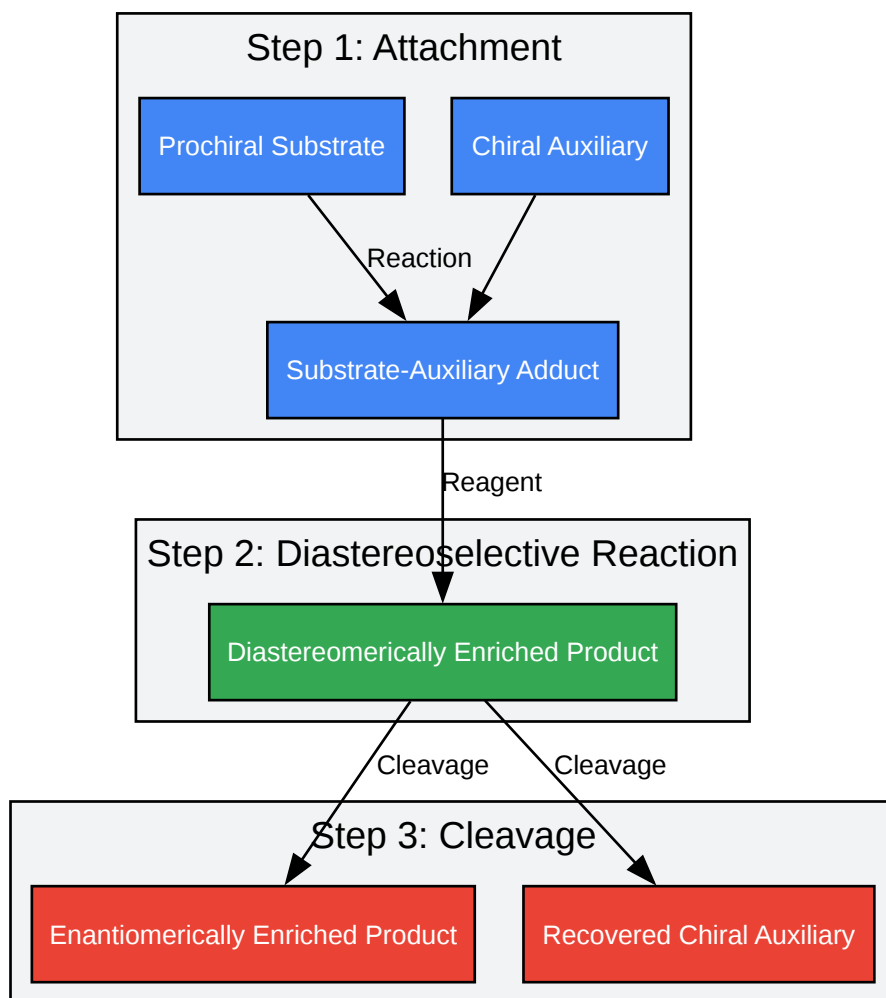 Step 1: Attachment
Prochiral Substrate
Chiral Auxiliary
Reaction
Substrate-Auxiliary Adduct
Reagent
Step 2: Diastereoselective Reaction
Diastereomerically Enriched Product
Cleavage
Cleavage
Step 3: Cleavage
Enantiomerically Enriched Product
Recovered Chiral Auxiliary